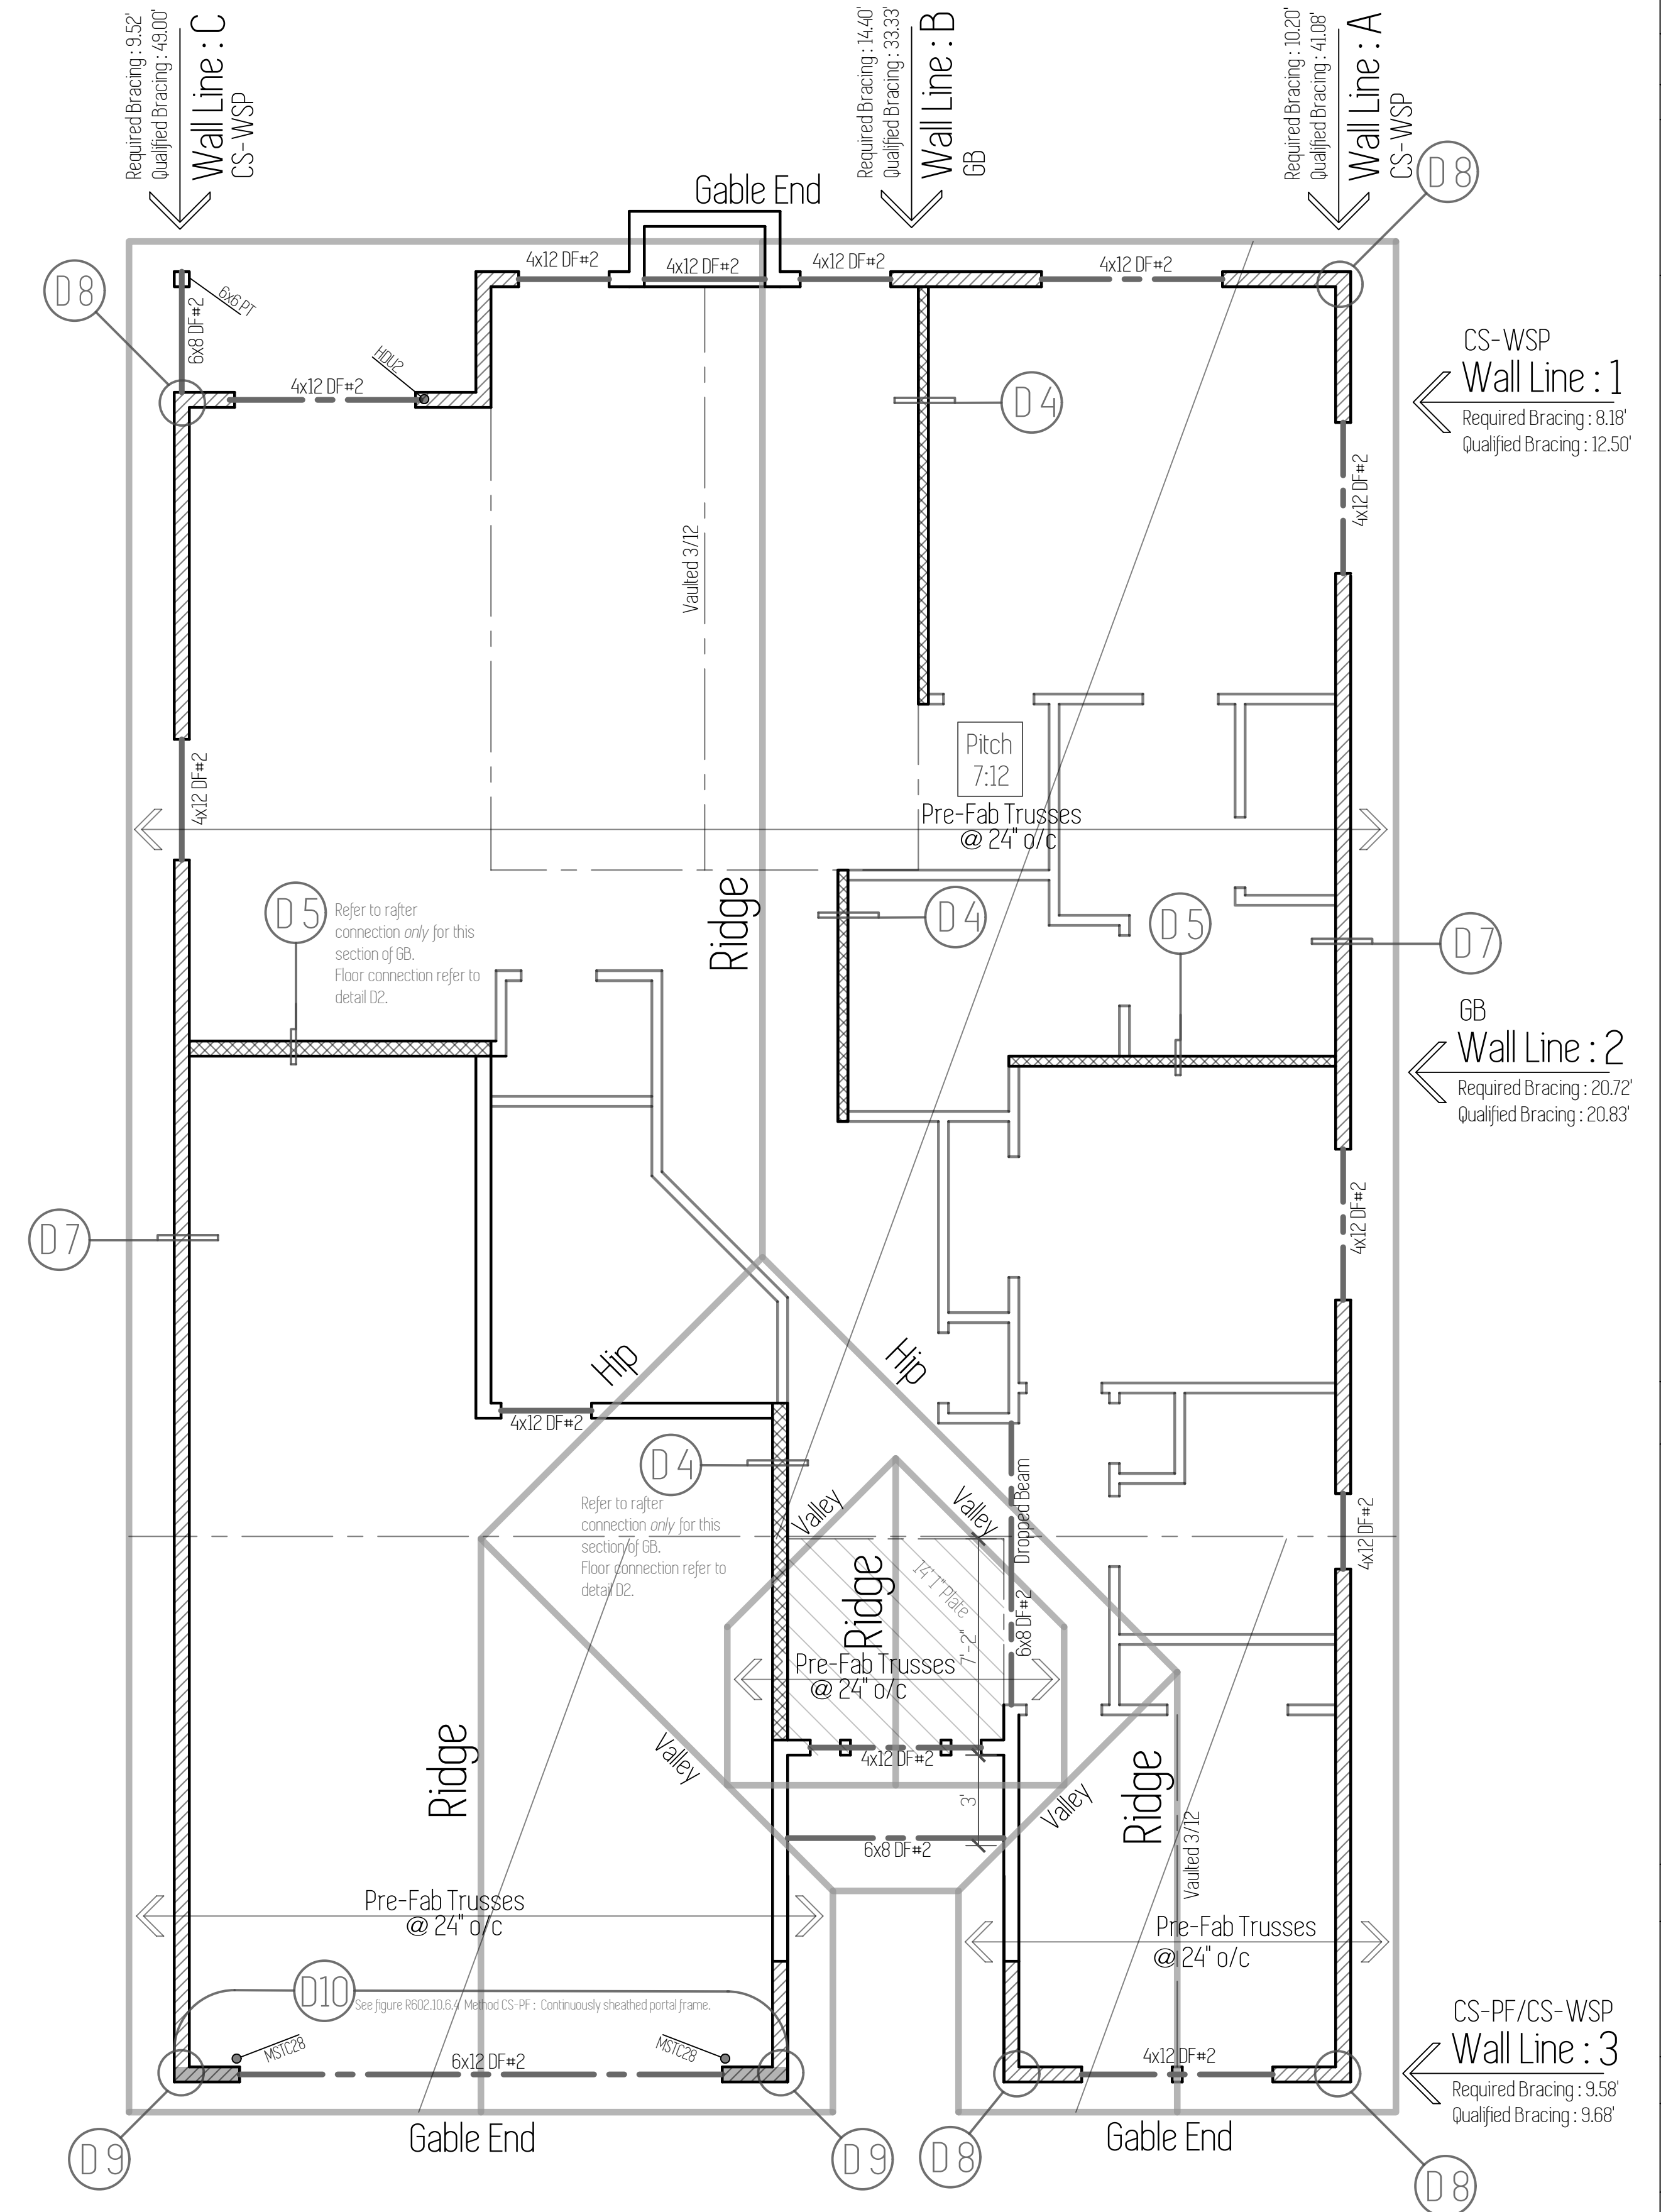 Required Bracing : 9.52'
Qualified Bracing : 49.00'
Wall Line : C
CS-WSP
Required Bracing : 14.40'
Qualified Bracing : 33.33'
Wall Line : B
GB
Required Bracing : 10.20'
Qualified Bracing : 41.08'
Wall Line : A
CS-WSP
D8
Gable End
4x12 DF#2
4x12 DF#2
4x12 DF#2
4x12 DF#2
D8
6x6 PT
6x8 DF#2
HDU2
4x12 DF#2
D4
CS-WSP
Wall Line : 1
Required Bracing : 8.18'
Qualified Bracing : 12.50'
4x12 DF#2
Vaulted 3/12
Pitch
7:12
4x12 DF#2
Pre-Fab Trusses
@ 24" o/c
Ridge
D5
Refer to rafter
connection only for this
section of GB.
Floor connection refer to
detail D2.
D4
D5
D7
GB
Wall Line : 2
Required Bracing : 20.72'
Qualified Bracing : 20.83'
D7
4x12 DF#2
Hip
Hip
4x12 DF#2
D4
Refer to rafter
connection only for this
section of GB.
Floor connection refer to
detail D2.
Valley
Valley
Dropped Beam
6x8 DF#2
4x12 DF#2
Ridge
14' 1" Plate
7'-2"
Pre-Fab Trusses
@ 24" o/c
Valley
Ridge
4x12 DF#2
3'
Valley
Ridge
Vaulted 3/12
6x8 DF#2
Pre-Fab Trusses
@ 24" o/c
Pre-Fab Trusses
@ 24" o/c
D10
See figure R602.10.6.4 Method CS-PF : Continuously sheathed portal frame.
MSTC28
MSTC28
6x12 DF#2
4x12 DF#2
CS-PF/CS-WSP
Wall Line : 3
Required Bracing : 9.58'
Qualified Bracing : 9.68'
Gable End
Gable End
D9
D9
D8
D8